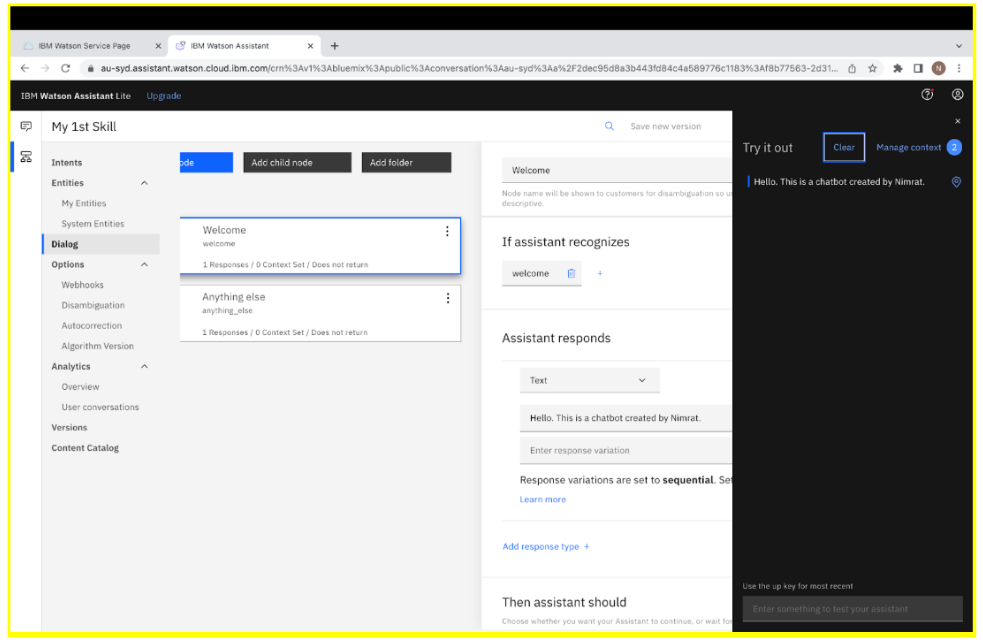 IBM Watson Service Page
IBM Watson Assistant
au-syd.assistant.watson.cloud.ibm.com/crn%3Av1%3Abluemix%3Apublic%3Aconversation%3Aau-syd%3Aa%2F2dec95d8a3b443fd84c4a589776c1183%3Af8b77563-2d31...
N
IBM Watson Assistant Lite Upgrade
My 1st Skill
Save new version
Intents
Entities
My Entities
System Entities
Dialog
Options
Webhooks
Disambiguation
Autocorrection
Algorithm Version
Analytics
Overview
User conversations
Versions
Content Catalog
ode
Add child node
Add folder
Welcome
welcome
1 Responses / 0 Context Set / Does not return
Anything else
anything_else
1 Responses / 0 Context Set / Does not return
Welcome
Node name will be shown to customers for disambiguation so u
descriptive.
If assistant recognizes
welcome
Assistant responds
Text
Hello. This is a chatbot created by Nimrat.
Enter response variation
Response variations are set to sequential. Set
Learn more
Add response type +
Then assistant should
Choose whether you want your Assistant to continue, or wait for
Try it out
Clear
Manage context 2
Hello. This is a chatbot created by Nimrat.
Use the up key for most recent
Enter something to test your assistant